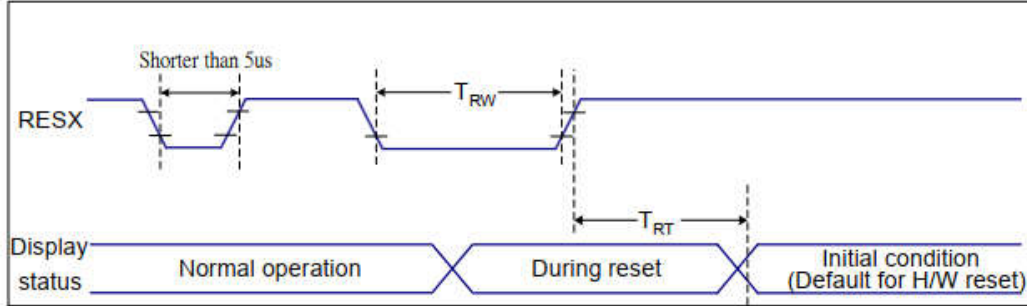 Shorter than 5us
TRW
RESX
TRT
Display
status
Normal operation
During reset
Initial condition
(Default for H/W reset)